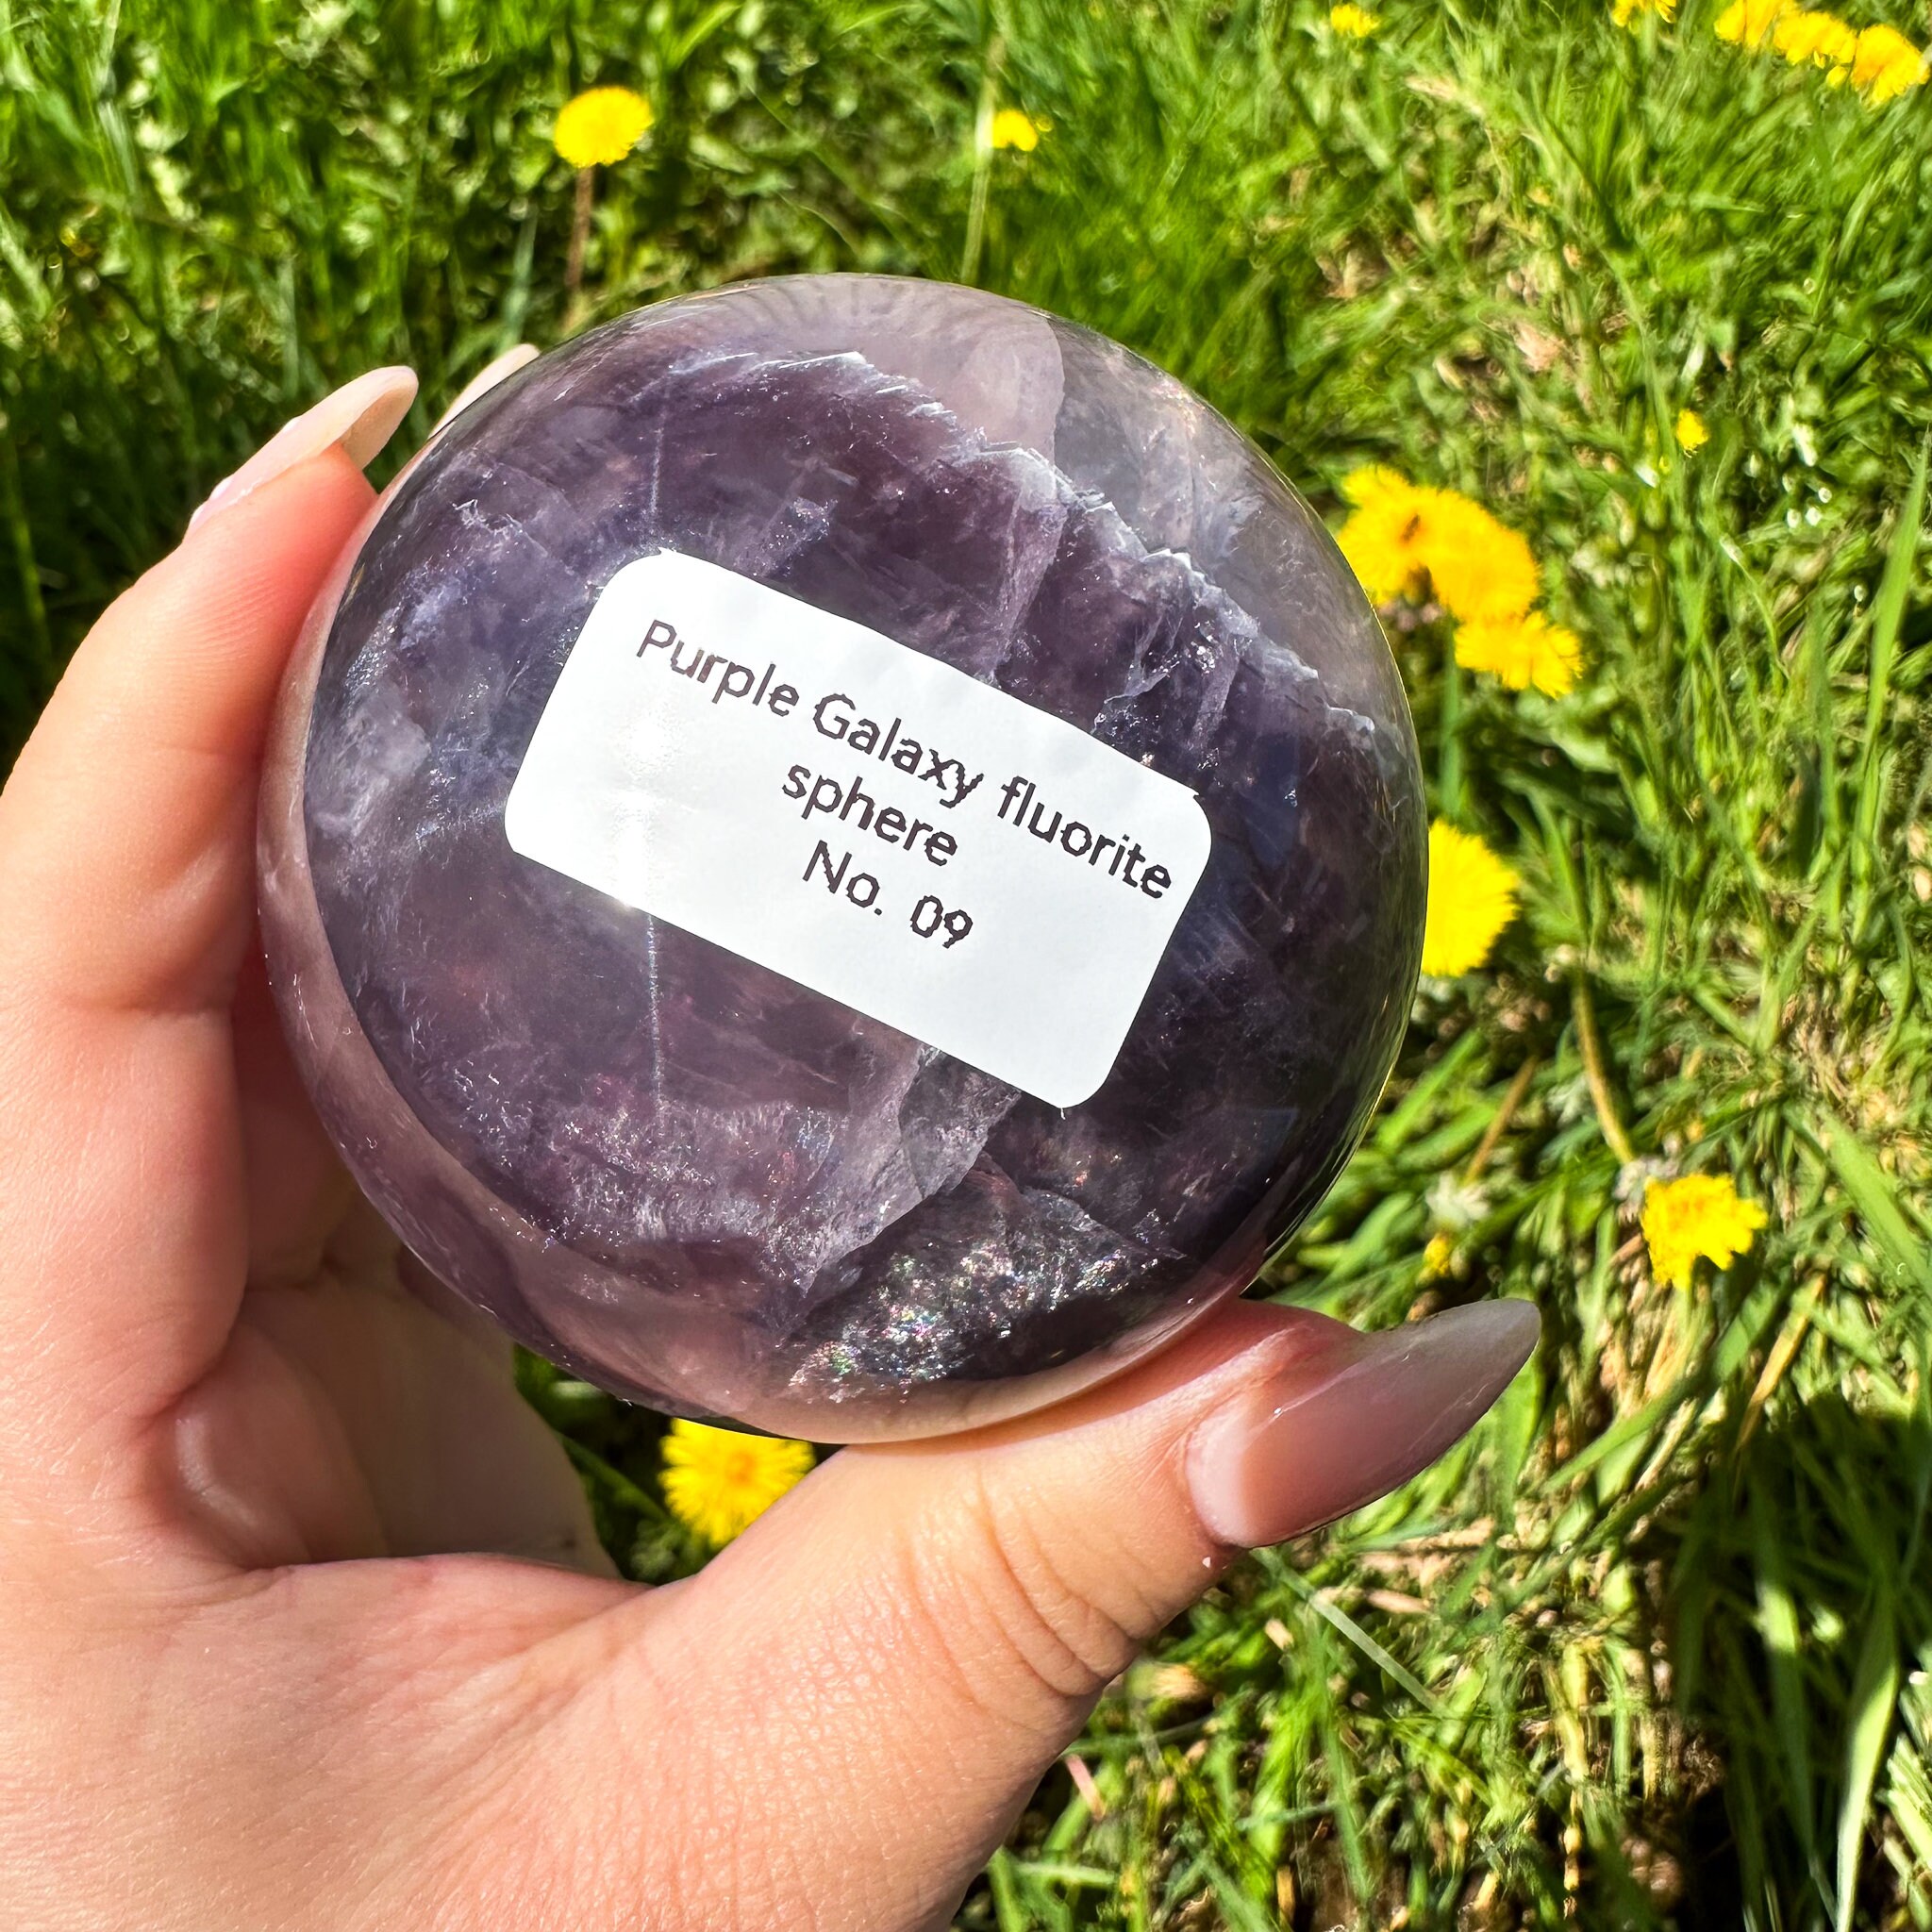 Purple Galaxy fluorite
sphere
No. 09